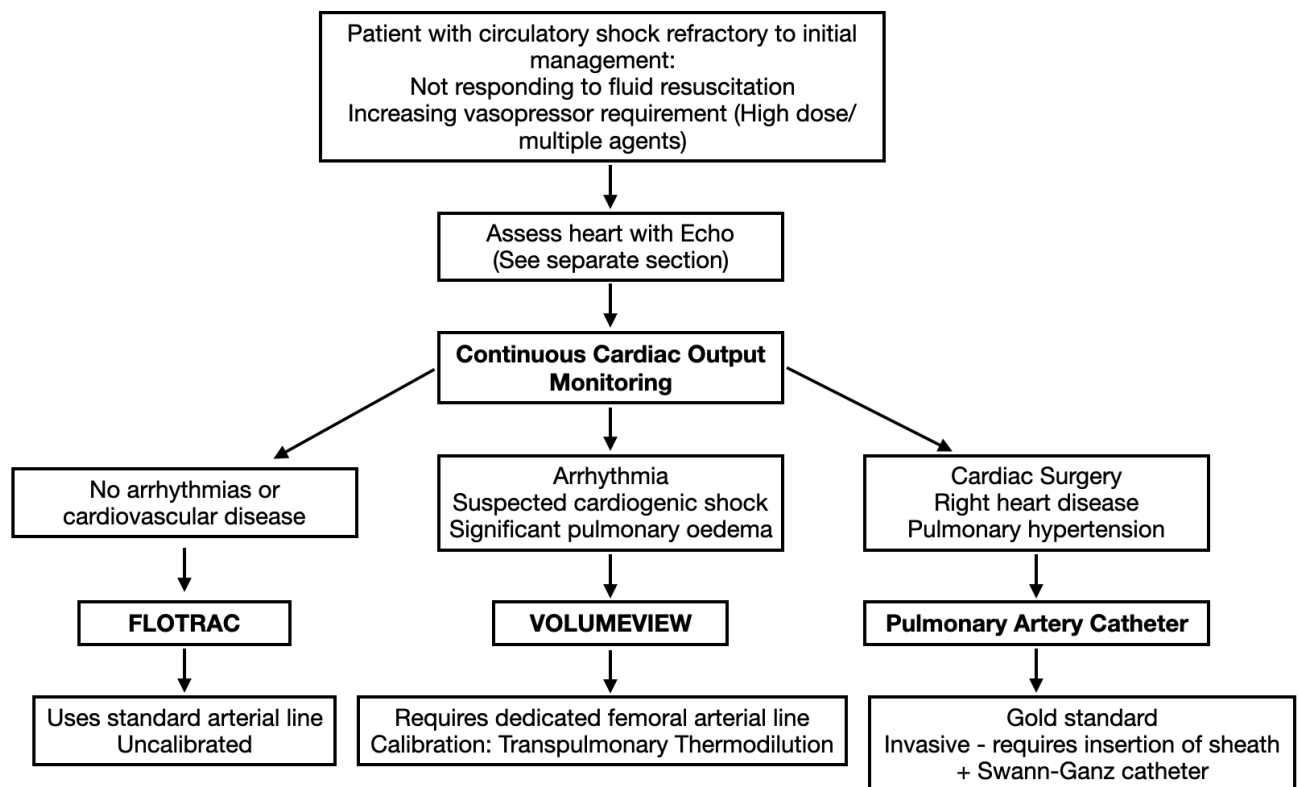 Patient with circulatory shock refractory to initial
management:
Not responding to fluid resuscitation
Increasing vasopressor requirement (High dose/
multiple agents)
Assess heart with Echo
(See separate section)
Continuous Cardiac Output
Monitoring
No arrhythmias or
cardiovascular disease
FLOTRAC
Uses standard arterial line
Uncalibrated
Arrhythmia
Suspected cardiogenic shock
Significant pulmonary oedema
VOLUMEVIEW
Requires dedicated femoral arterial line
Calibration: Transpulmonary Thermodilution
Cardiac Surgery
Right heart disease
Pulmonary hypertension
Pulmonary Artery Catheter
Gold standard
Invasive - requires insertion of sheath
+ Swann-Ganz catheter